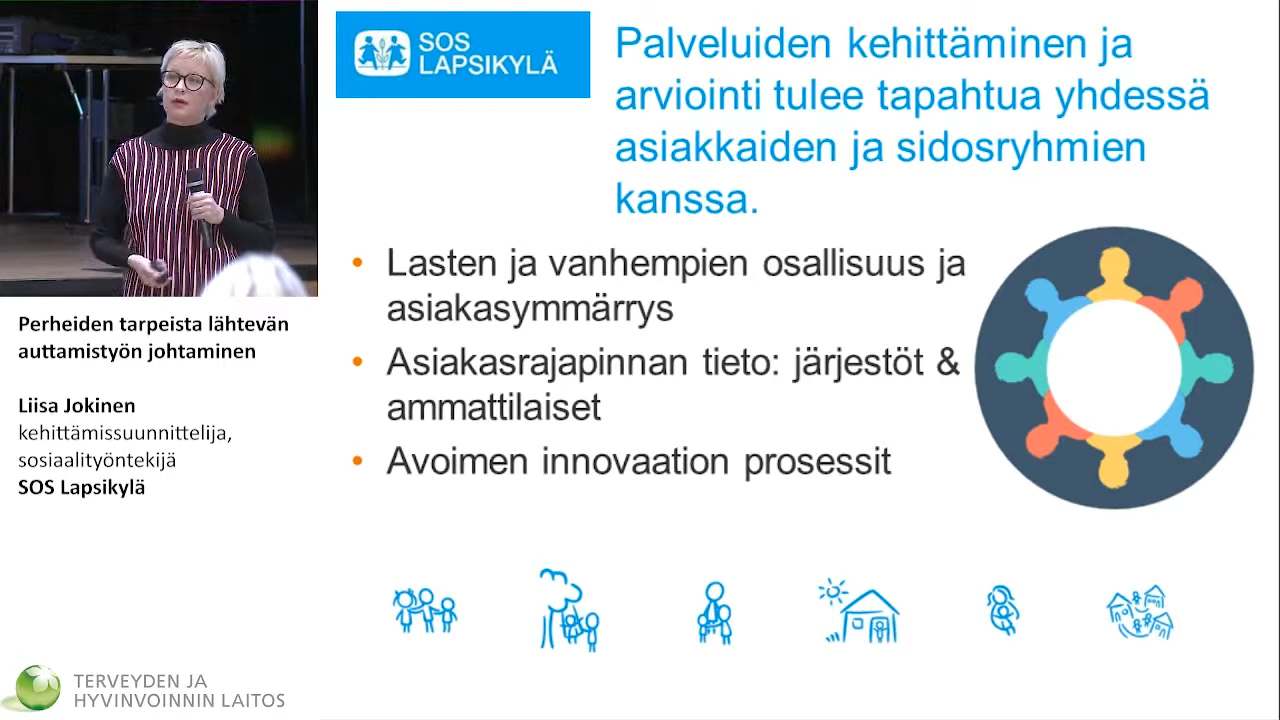 SOS
LAPSIKYLÄ
Palveluiden kehittäminen ja
arviointi tulee tapahtua yhdessä
asiakkaiden ja sidosryhmien
kanssa.
• Lasten ja vanhempien osallisuus ja
asiakasymmärrys
• Asiakasrajapinnan tieto: järjestöt &
ammattilaiset
• Avoimen innovaation prosessit
Perheiden tarpeista lähtevän
auttamistyön johtaminen
Liisa Jokinen
kehittämissuunnittelija,
sosiaalityöntekijä
SOS Lapsikylä
TERVEYDEN JA
HYVINVOINNIN LAITOS